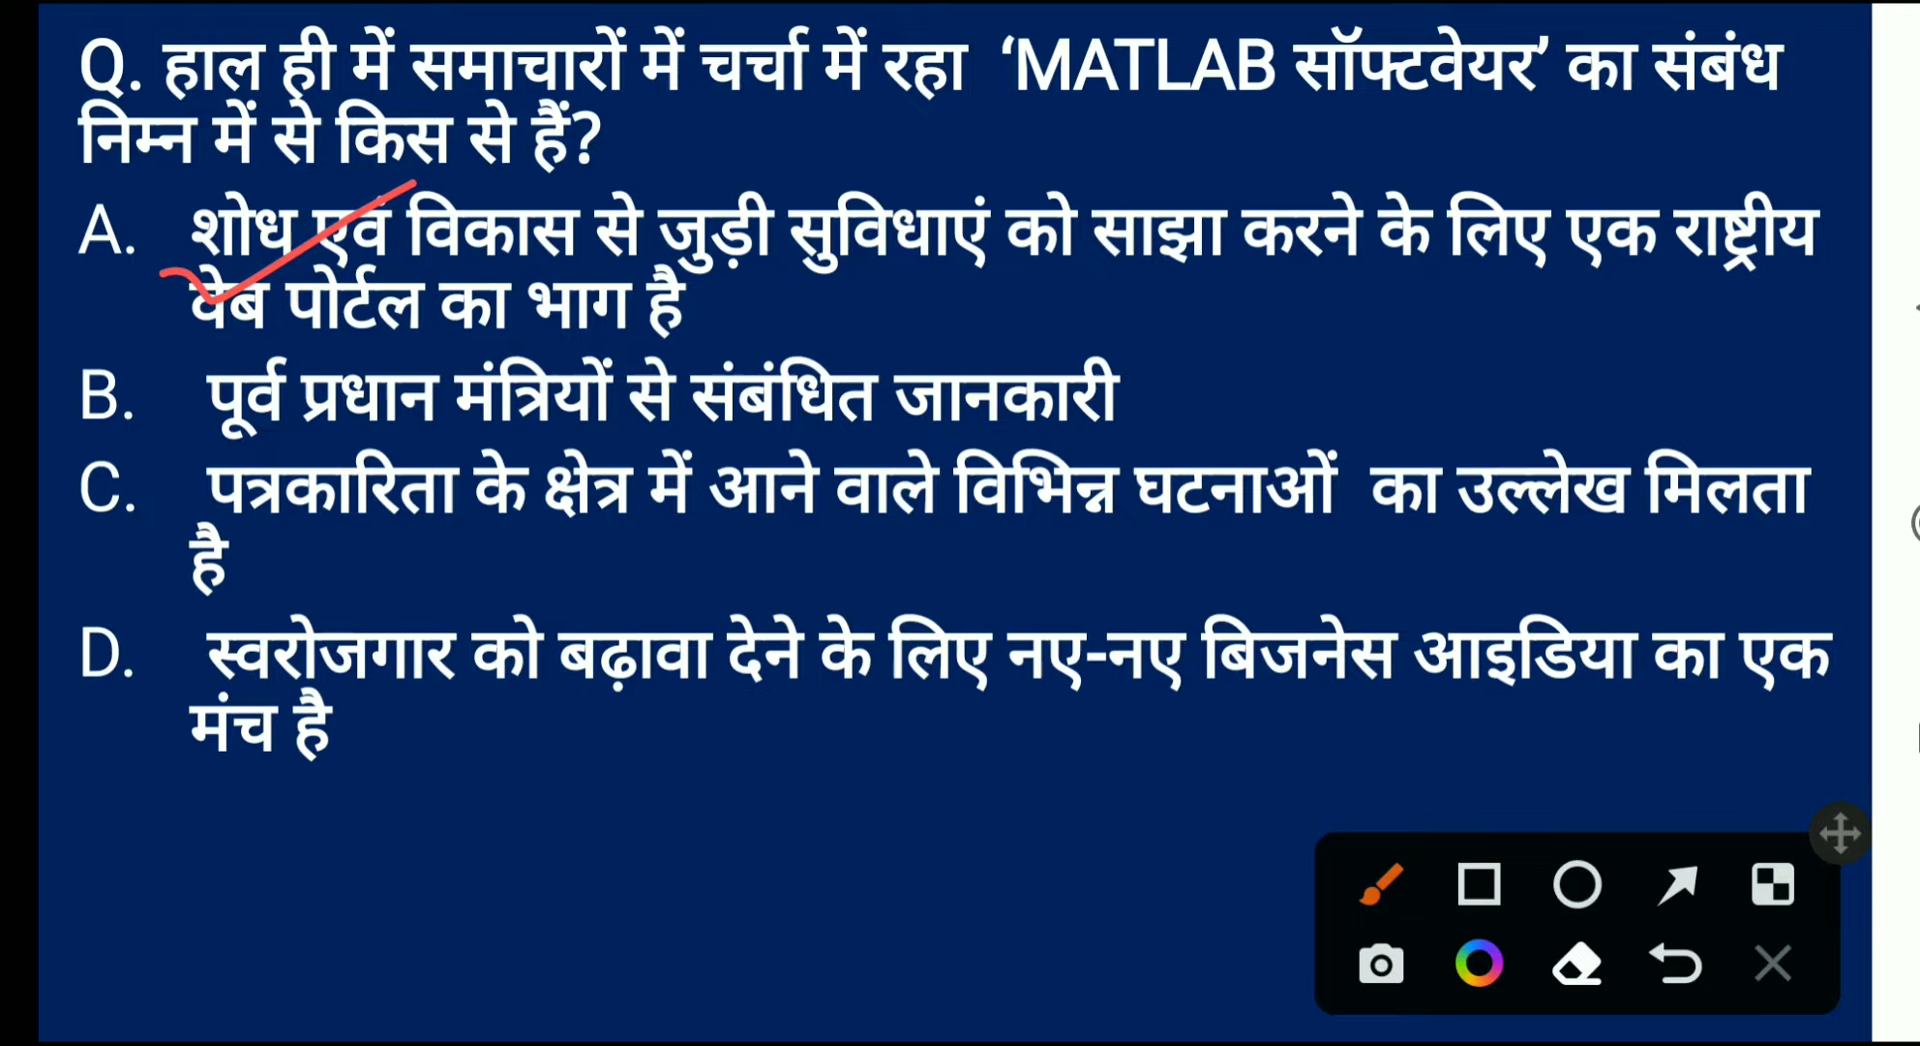 Q. हाल ही में समाचारों में चर्चा में रहा ‘MATLAB सॉफ्टवेयर’ का संबंध
निम्न में से किस से हैं?
A. शोध एवं विकास से जुड़ी सुविधाएं को साझा करने के लिए एक राष्ट्रीय
वेब पोर्टल का भाग है
B. पूर्व प्रधान मंत्रियों से संबंधित जानकारी
C. पत्रकारिता के क्षेत्र में आने वाले विभिन्न घटनाओं का उल्लेख मिलता
है
D. स्वरोजगार को बढ़ावा देने के लिए नए-नए बिजनेस आइडिया का एक
मंच है